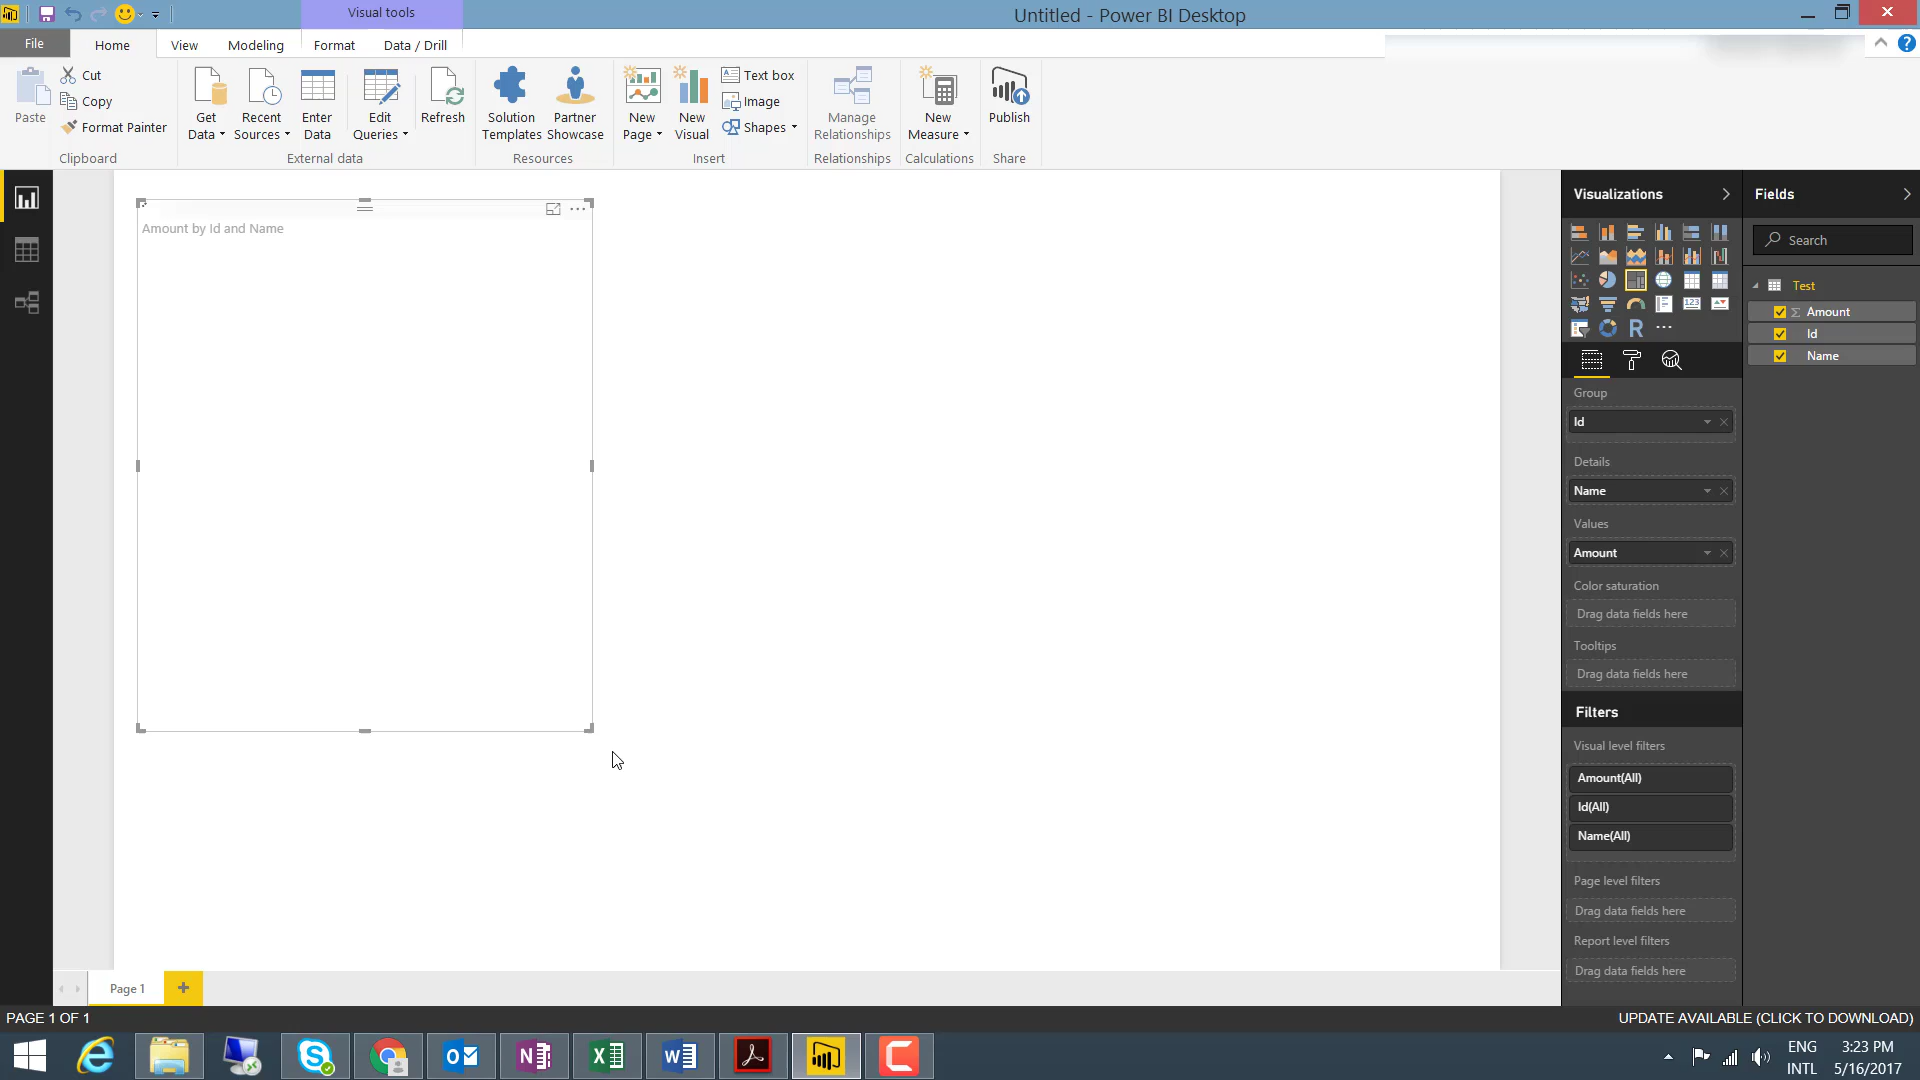 Visual tools
Untitled - Power BI Desktop
File
Home
View
Modeling
Format
Data / Drill
Paste
Cut
Copy
Format Painter
Clipboard
Get Data
Recent Sources
Enter Data
Edit Queries
Refresh
External data
Solution Templates
Partner Showcase
Resources
New Page
New Visual
Text box
Image
Shapes
Insert
Manage Relationships
Relationships
New Measure
Calculations
Publish
Share
Amount by Id and Name
Visualizations
R
123
Group
Id
Details
Name
Values
Amount
Color saturation
Drag data fields here
Tooltips
Drag data fields here
Filters
Visual level filters
Amount(All)
Id(All)
Name(All)
Page level filters
Drag data fields here
Report level filters
Drag data fields here
Fields
Search
Test
Amount
Id
Name
Page 1
PAGE 1 OF 1
UPDATE AVAILABLE (CLICK TO DOWNLOAD)
ENG
INTL
3:23 PM
5/16/2017